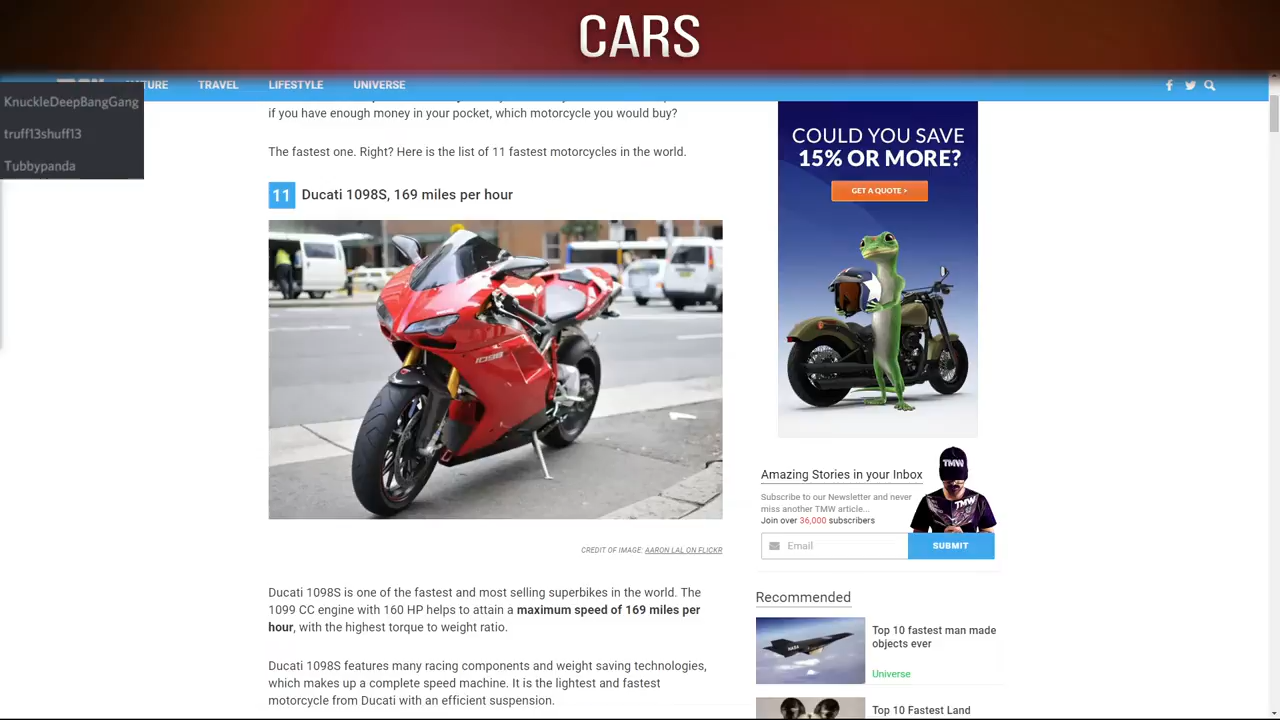 CARS
TURE
TRAVEL
LIFESTYLE
UNIVERSE
KnuckleDeepBangGang
truff13shuff13
Tubbypanda
if you have enough money in your pocket, which motorcycle you would buy?
The fastest one. Right? Here is the list of 11 fastest motorcycles in the world.
11 Ducati 1098S, 169 miles per hour
1098
CREDIT OF IMAGE: AARON LAL ON FLICKR
Ducati 1098S is one of the fastest and most selling superbikes in the world. The
1099 CC engine with 160 HP helps to attain a maximum speed of 169 miles per
hour, with the highest torque to weight ratio.
Ducati 1098S features many racing components and weight saving technologies,
which makes up a complete speed machine. It is the lightest and fastest
motorcycle from Ducati with an efficient suspension.
COULD YOU SAVE
15% OR MORE?
GET A QUOTE >
Amazing Stories in your Inbox
Subscribe to our Newsletter and never
miss another TMW article...
Join over 36,000 subscribers
TMW
TMW
Email
SUBMIT
Recommended
NASA
Top 10 fastest man made
objects ever
Universe
Top 10 Fastest Land